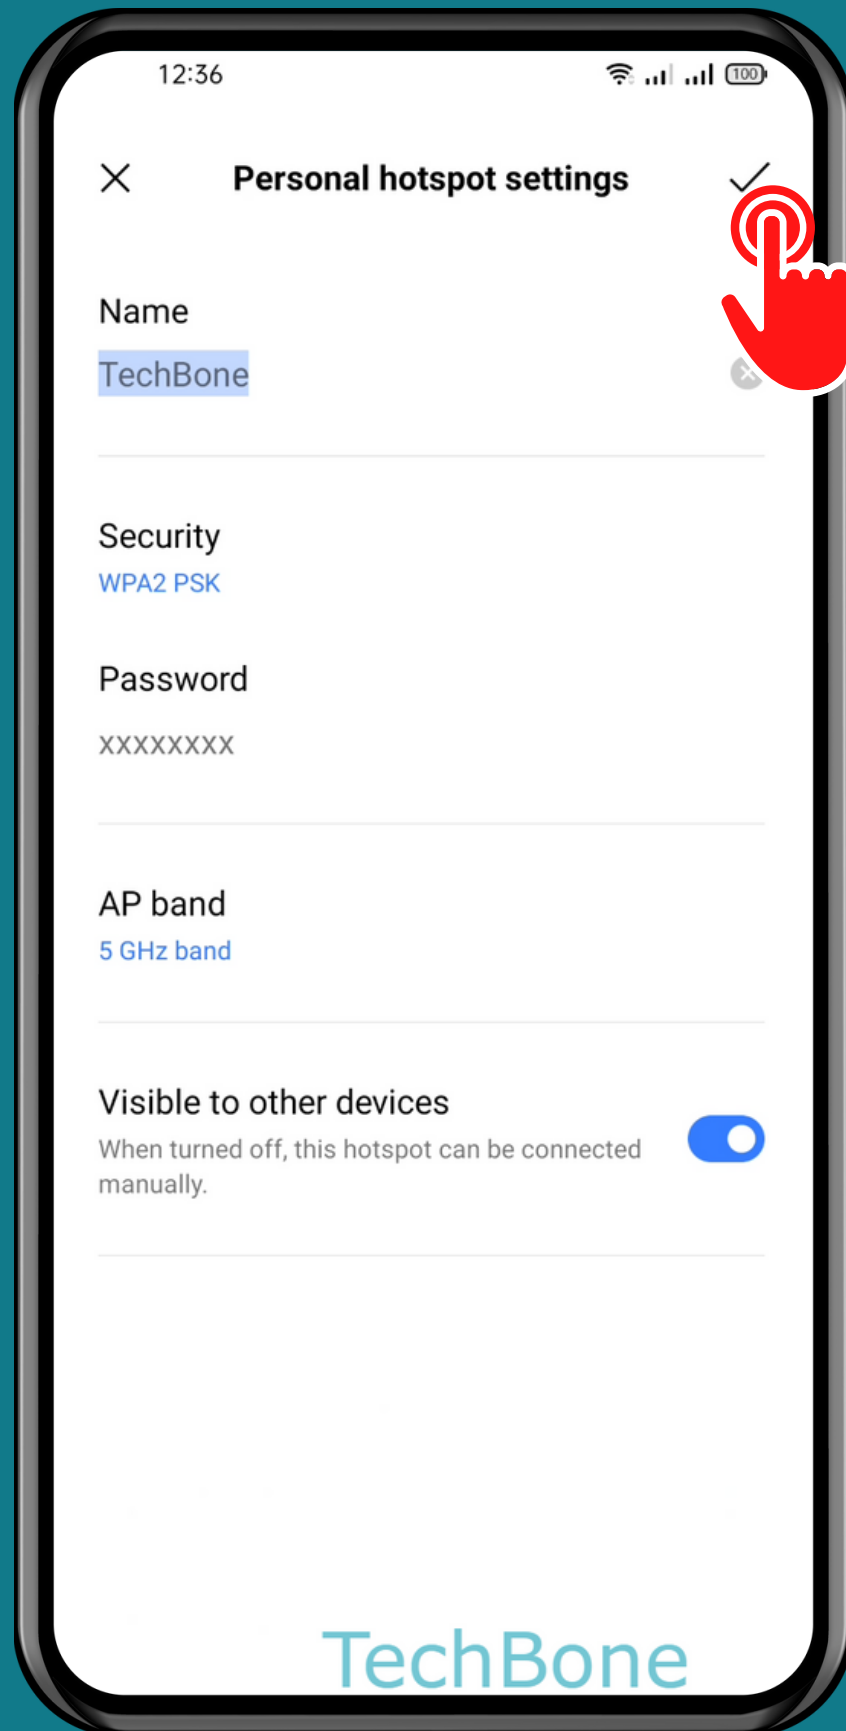 12:36
100
Personal hotspot settings
Name
TechBone
Security
WPA2 PSK
Password
xxxxxxxx
AP band
5 GHz band
Visible to other devices
When turned off, this hotspot can be connected
manually.
TechBone